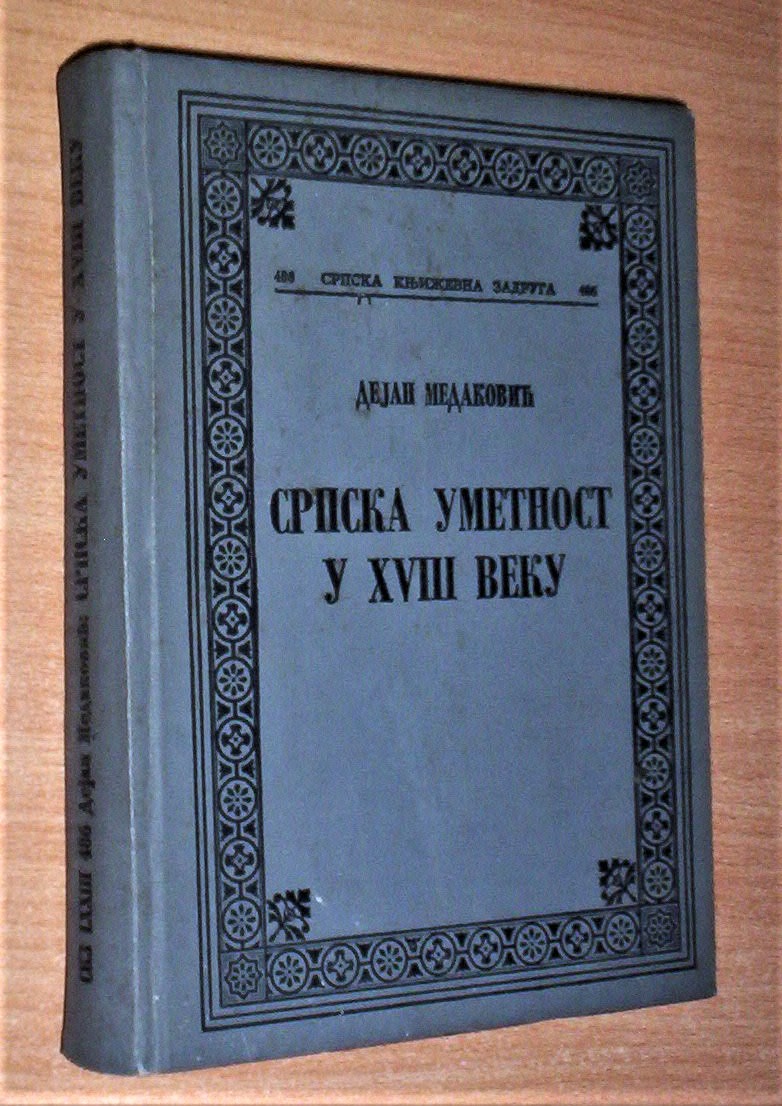 486 СРПСКА КЊИЖЕВНА ЗАДРУГА 486
ДЕЈАН МЕДАКОВИЋ
СРПСКА УМЕТНОСТ
У XVIII ВЕКУ
СКЗ LXXIII 486 Дејан Медаковић: СРПСКА УМЕТНОСТ У XVIII ВЕКУ